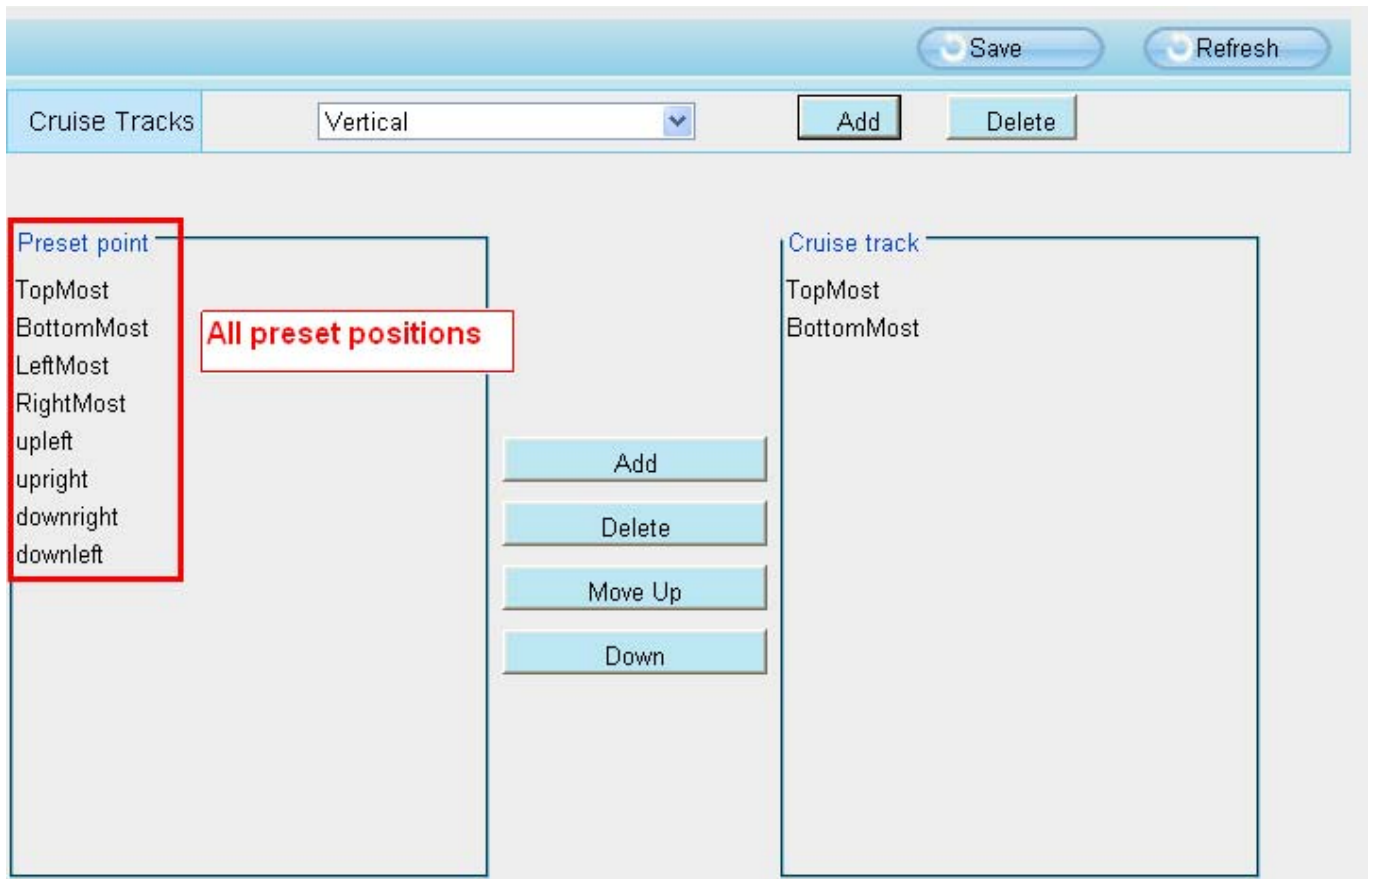 Save Refresh
Cruise Tracks Vertical Add Delete
Preset point
TopMost
BottomMost
LeftMost
RightMost
upleft
upright
downright
downleft
All preset positions
Add
Delete
Move Up
Down
Cruise track
TopMost
BottomMost